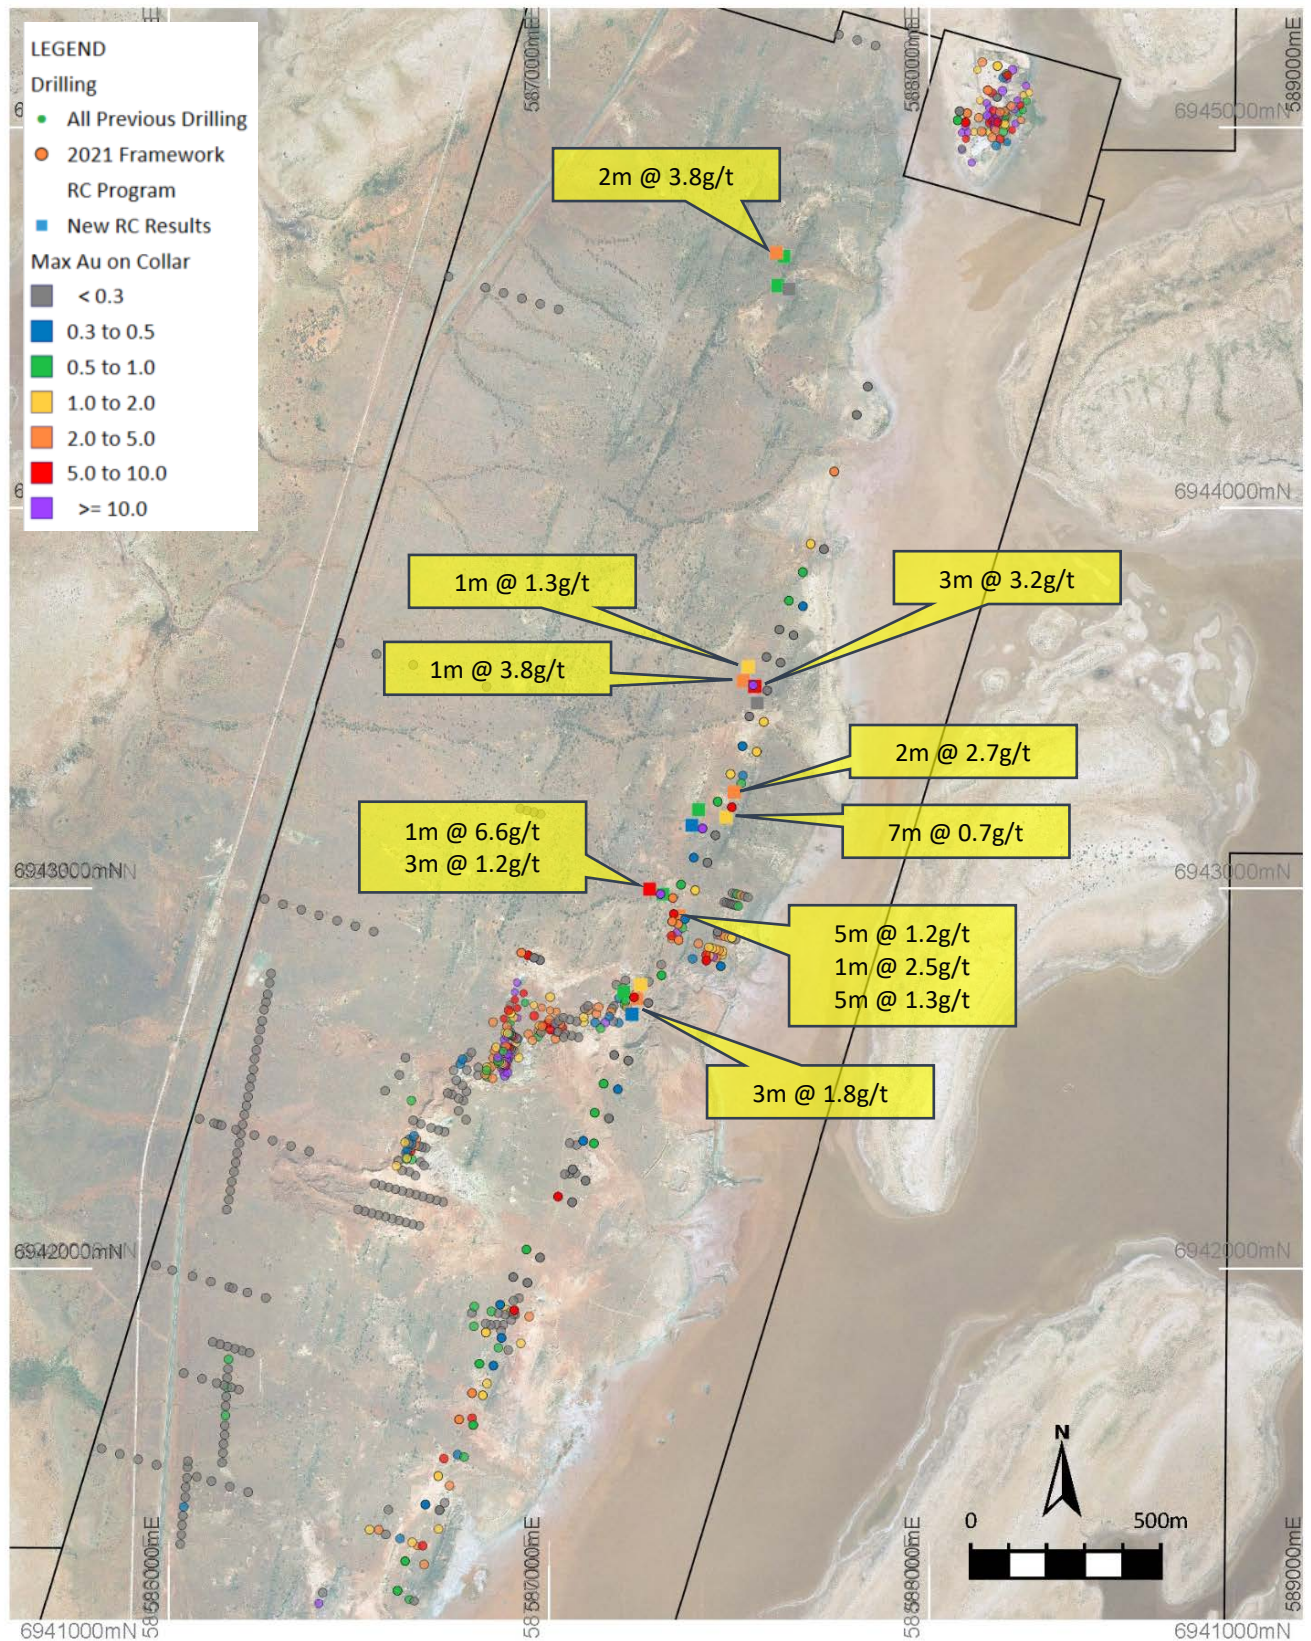 LEGEND
Drilling
All Previous Drilling
2021 Framework
RC Program
New RC Results
Max Au on Collar
< 0.3
0.3 to 0.5
0.5 to 1.0
1.0 to 2.0
2.0 to 5.0
5.0 to 10.0
>= 10.0
587000mE
588000mE
589000mE
6945000mN
2m @ 3.8g/t
6944000mN
1m @ 1.3g/t
3m @ 3.2g/t
1m @ 3.8g/t
2m @ 2.7g/t
7m @ 0.7g/t
1m @ 6.6g/t
3m @ 1.2g/t
6943000mN
6943000mN
5m @ 1.2g/t
1m @ 2.5g/t
5m @ 1.3g/t
3m @ 1.8g/t
6942000mN
6942000mN
N
0
500m
586000mE
587000mE
588000mE
589000mE
6941000mN
6941000mN